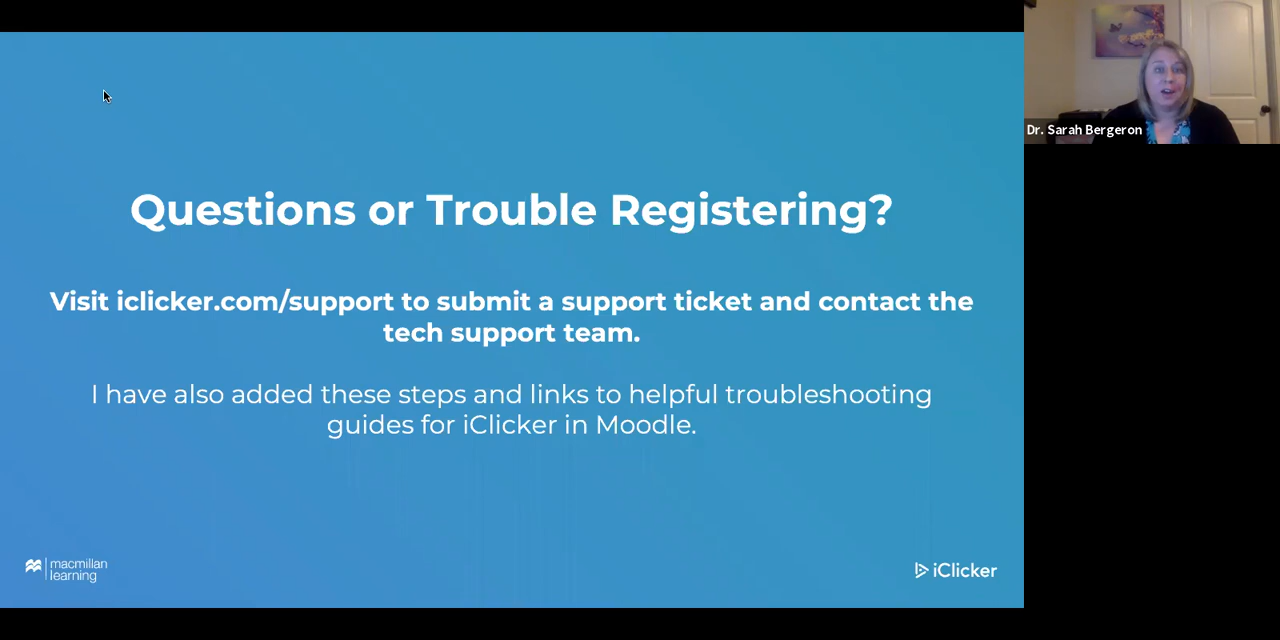 Questions or Trouble Registering?
Visit iclicker.com/support to submit a support ticket and contact the
tech support team.
I have also added these steps and links to helpful troubleshooting
guides for iClicker in Moodle.
macmillan
learning
iClicker
Dr. Sarah Bergeron